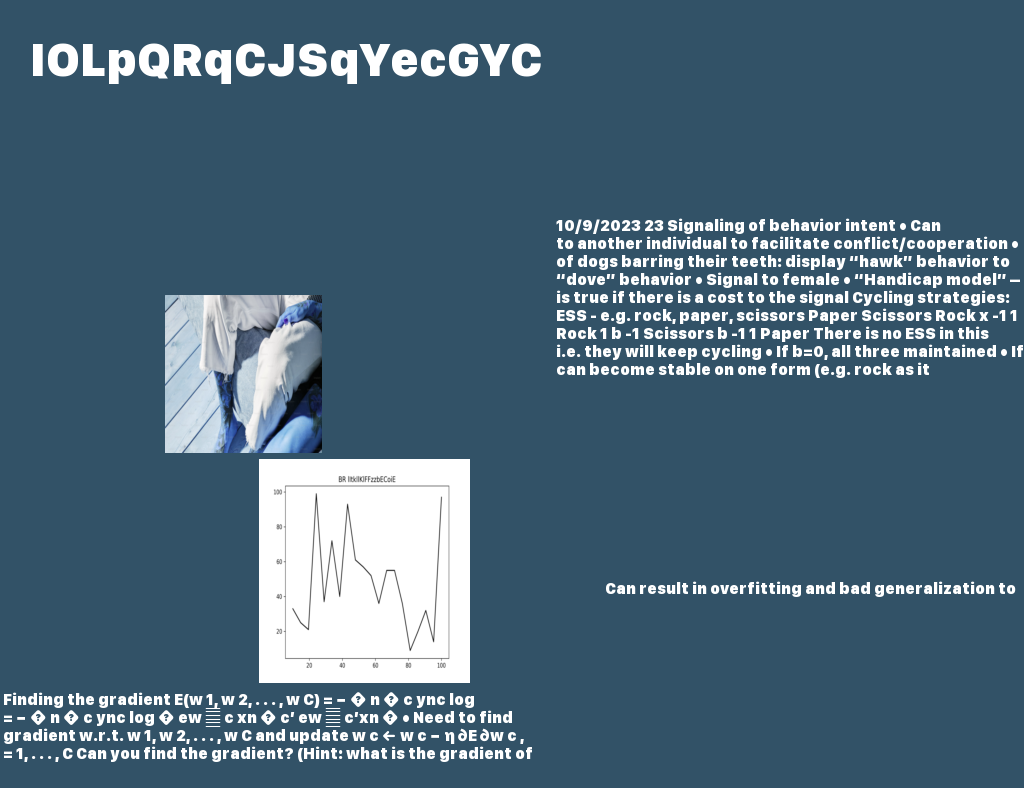 IOLpQRqCJSqYecGYC
10/9/2023 23 Signaling of behavior intent • Can
to another individual to facilitate conflict/cooperation •
of dogs barring their teeth: display “hawk” behavior to
“dove” behavior • Signal to female • “Handicap model” –
is true if there is a cost to the signal Cycling strategies:
ESS - e.g. rock, paper, scissors Paper Scissors Rock x -1 1
Rock 1 b -1 Scissors b -1 1 Paper There is no ESS in this
i.e. they will keep cycling • If b=0, all three maintained • If
can become stable on one form (e.g. rock as it
100
80
60
40
20
20 40 60 80 100
Can result in overfitting and bad generalization to
Finding the gradient E(w 1, w 2, . . . , w C) = − � n � c ync log
= − � n � c ync log � ew c xn � c′ ew c′xn � • Need to find
gradient w.r.t. w 1, w 2, . . . , w C and update w c ← w c − η ∂E ∂w c ,
= 1, . . . , C Can you find the gradient? (Hint: what is the gradient of